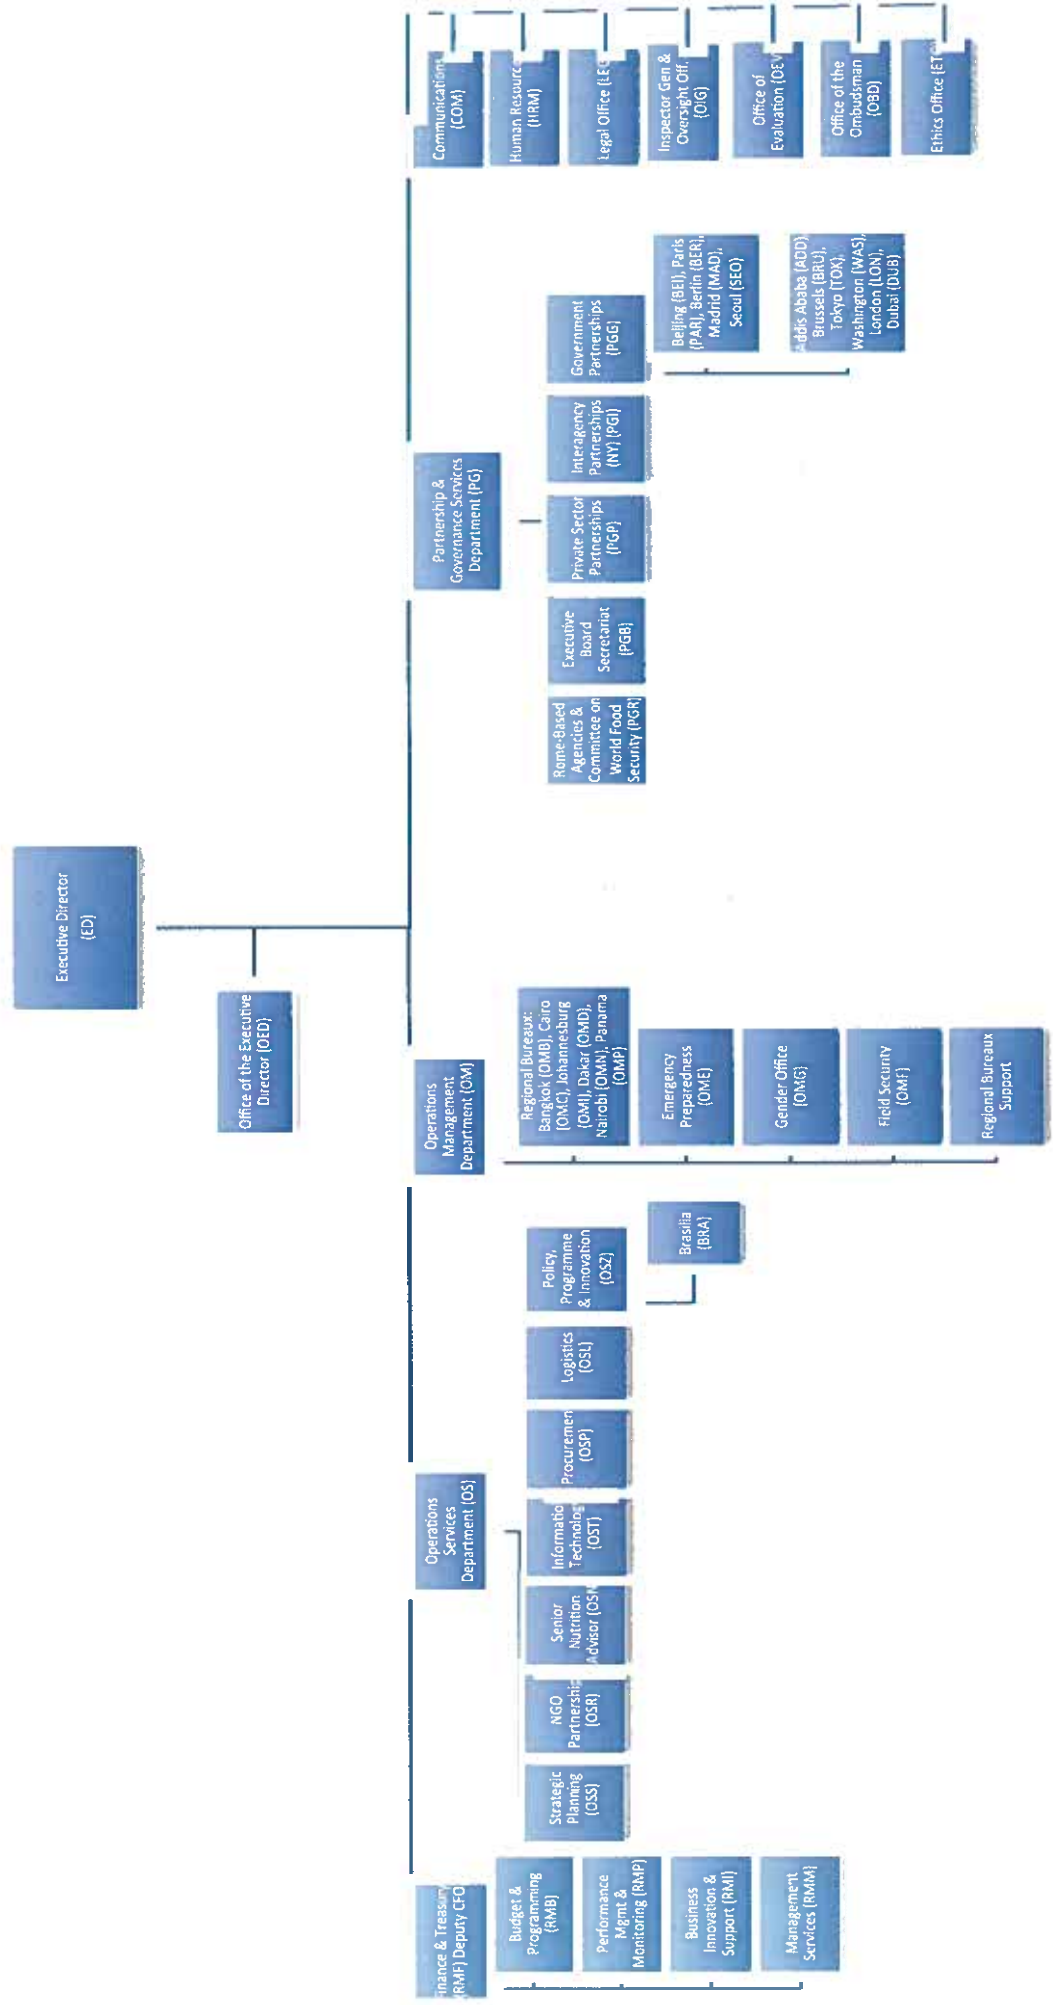 Executive Director
(ED)
Office of the Executive
Director (OED)
Finance & Treasury
(RMF) Deputy CFO
Budget &
Programming
(RMB)
Performance
Mgmt &
Monitoring (RMP)
Business
Innovation &
Support (RMI)
Management
Services (RMM)
Operations
Services
Department (OS)
Strategic
Planning
(OSS)
NGO
Partnership
(OSR)
Senior
Nutrition
Advisor (OSN
Informatio
Technolog
(OST)
Procuremen
(OSP)
Logistics
(OSL)
Policy,
Programme
& Innovation
(OSZ)
Brasilia
(BRA)
Operations
Management
Department (OM)
Regional Bureaux:
Bangkok (OMB), Cairo
(OMC), Johannesburg
(OMJ), Dakar (OMD),
Nairobi (OMN), Panama
(OMP)
Emergency
Preparedness
(OME)
Gender Office
(OMG)
Field Security
(OMF)
Regional Bureaux
Support
Partnership &
Governance Services
Department (PG)
Rome-Based
Agencies &
Committee on
World Food
Security (PGR)
Executive
Board
Secretariat
(PGB)
Private Sector
Partnerships
(PGP)
Interagency
Partnerships
(NY) (PGI)
Government
Partnerships
(PGG)
Beijing (BEI), Paris
(PAR), Berlin (BER),
Madrid (MAD),
Seoul (SEO)
Addis Ababa (ADD)
Brussels (BRU),
Tokyo (TOK),
Washington (WAS),
London (LON),
Dubai (DUB)
Communications
(COM)
Human Resource
(HRM)
Legal Office (LEG
Inspector Gen &
Oversight Off.
(OIG)
Office of
Evaluation (OEV
Office of the
Ombudsman
(OBD)
Ethics Office (ET